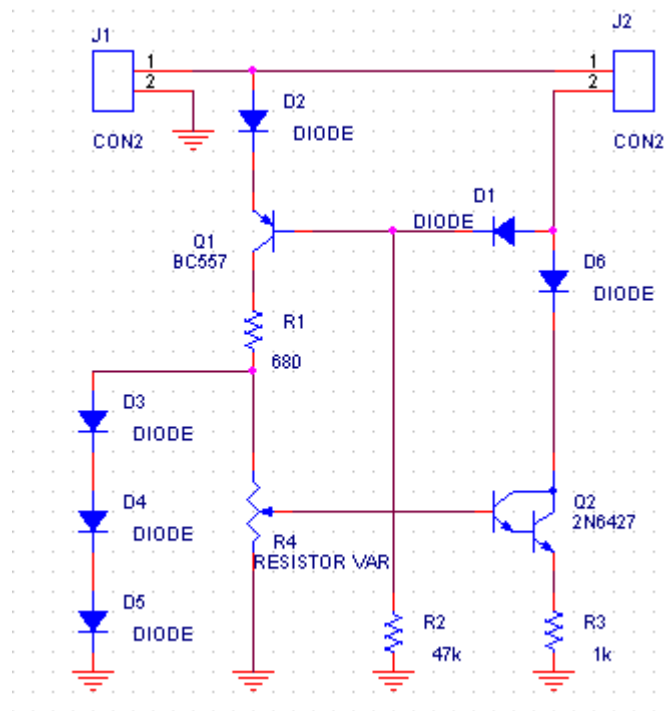 J1
J2
1
2
1
2
CON2
CON2
D2
DIODE
D1
DIODE
Q1
BC557
D6
DIODE
R1
680
D3
DIODE
D4
DIODE
Q2
2N6427
R4
RESISTOR VAR
D5
DIODE
R2
47k
R3
1k